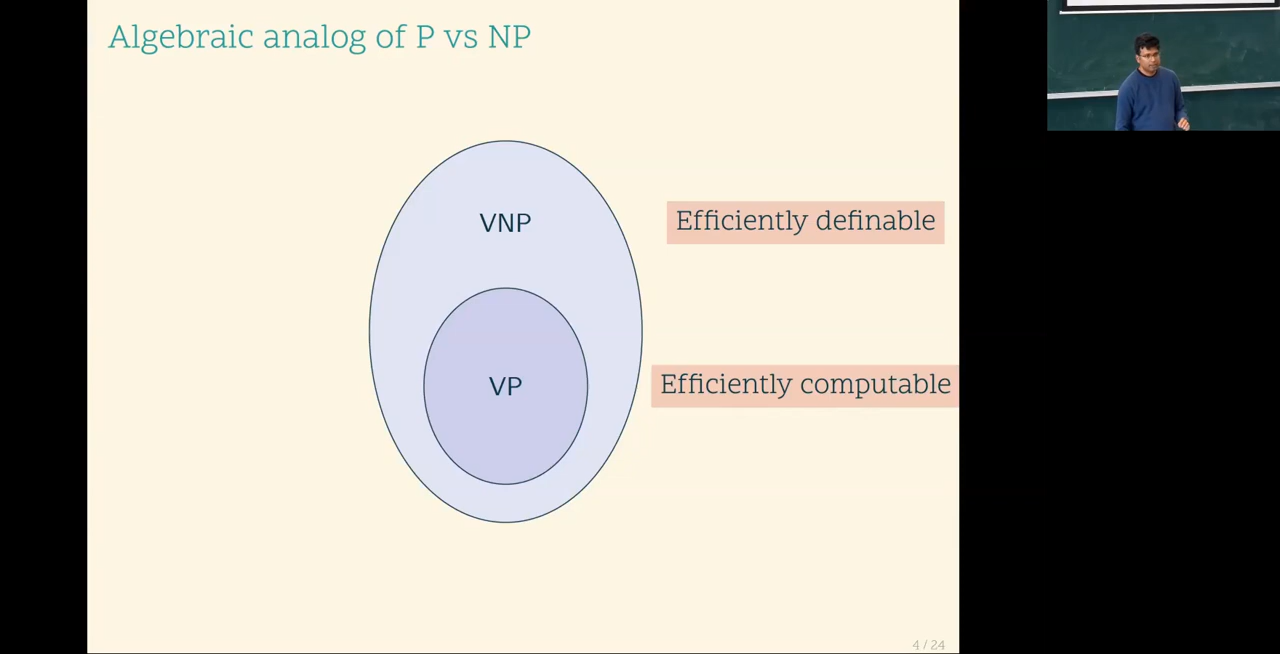 Algebraic analog of P vs NP
VNP
Efficiently definable
VP
Efficiently computable
4 / 24